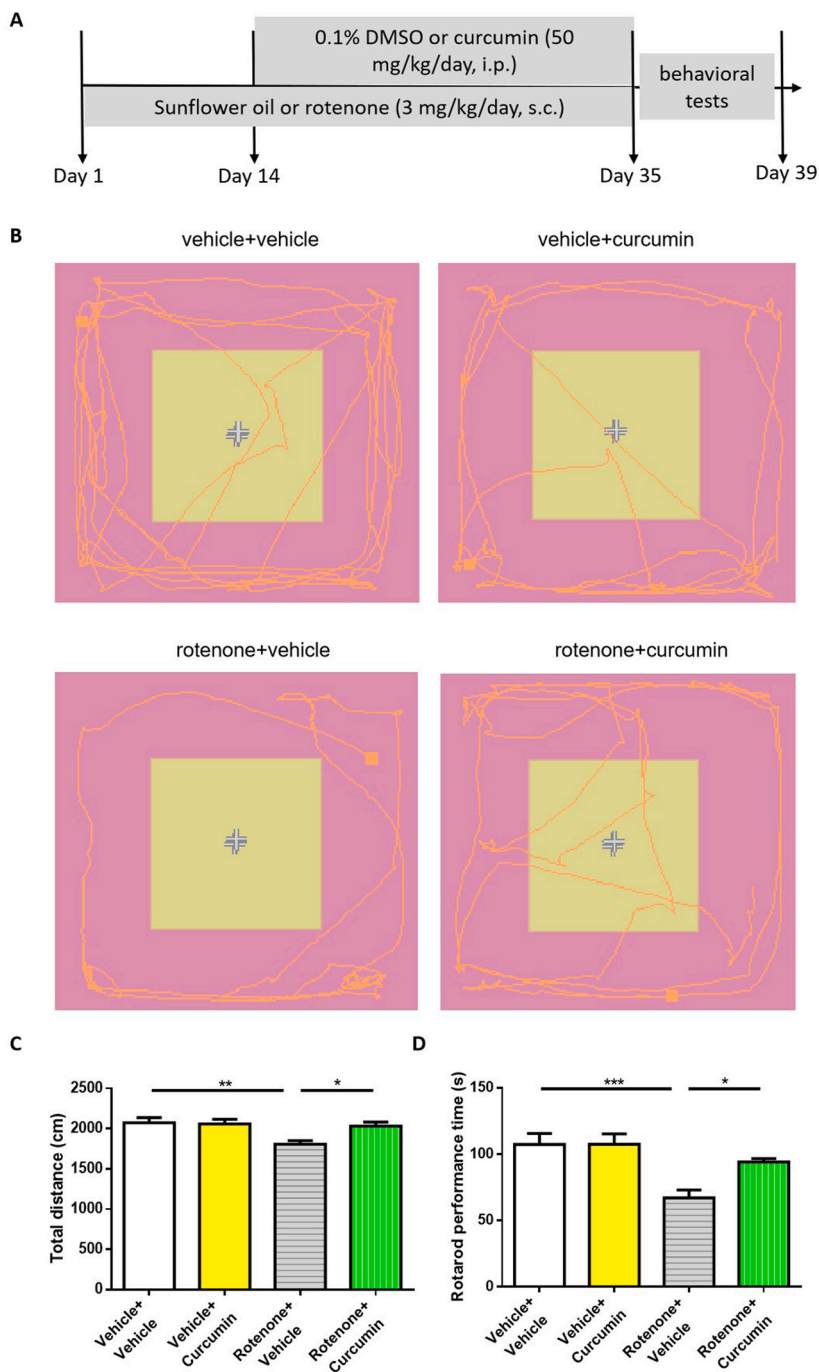 A
0.1% DMSO or curcumin (50
mg/kg/day, i.p.)
behavioral
tests
Sunflower oil or rotenone (3 mg/kg/day, s.c.)
Day 1
Day 14
Day 35
Day 39
B
vehicle+vehicle
vehicle+curcumin
rotenone+vehicle
rotenone+curcumin
C
Total distance (cm)
2500
2000
1500
1000
500
0
**
*
Vehicle+
Vehicle
Vehicle+
Curcumin
Rotenone+
Vehicle
Rotenone+
Curcumin
D
Rotarod performance time (s)
150
100
50
0
***
*
Vehicle+
Vehicle
Vehicle+
Curcumin
Rotenone+
Vehicle
Rotenone+
Curcumin